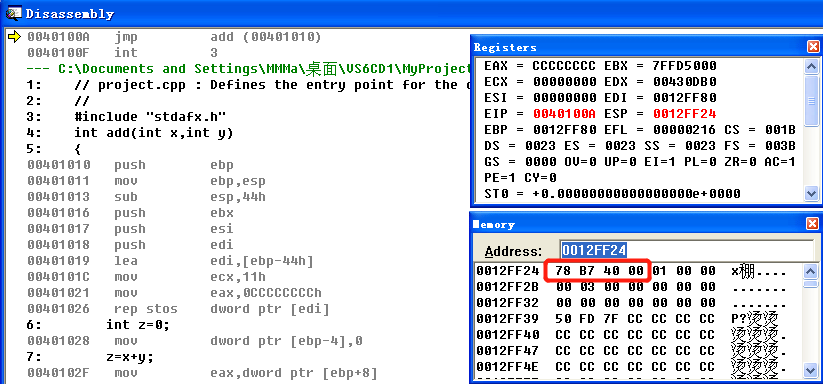 Disassembly
0040100A jmp add (00401010)
0040100F int 3
--- C:\Documents and Settings\MMMa\桌面\VS6CD1\MyProject
1: // project.cpp : Defines the entry point for the c
2: //
3: #include "stdafx.h"
4: int add(int x,int y)
5: {
00401010 push ebp
00401011 mov ebp,esp
00401013 sub esp,44h
00401016 push ebx
00401017 push esi
00401018 push edi
00401019 lea edi,[ebp-44h]
0040101C mov ecx,11h
00401021 mov eax,0CCCCCCCCh
00401026 rep stos dword ptr [edi]
6: int z=0;
00401028 mov dword ptr [ebp-4],0
7: z=x+y;
0040102F mov eax,dword ptr [ebp+8]
Registers
EAX = CCCCCCCC EBX = 7FFD5000
ECX = 00000000 EDX = 00430DB0
ESI = 00000000 EDI = 0012FF80
EIP = 0040100A ESP = 0012FF24
EBP = 0012FF80 EFL = 00000216 CS = 001B
DS = 0023 ES = 0023 SS = 0023 FS = 003B
GS = 0000 OV=0 UP=0 EI=1 PL=0 ZR=0 AC=1
PE=1 CY=0
ST0 = +0.00000000000000000e+0000
Memory
Address: 0012FF24
0012FF24 78 B7 40 00 01 00 00 x稝....
0012FF2B 00 03 00 00 00 00 00 .......
0012FF32 00 00 00 00 00 00 00 .......
0012FF39 50 FD 7F CC CC CC CC P?烫烫
0012FF40 CC CC CC CC CC CC CC 烫烫烫.
0012FF47 CC CC CC CC CC CC CC 烫烫烫.
0012FF4E CC CC CC CC CC CC CC 烫烫烫.